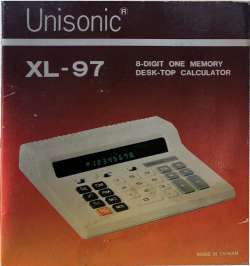 Unisonic®
XL-97
8-DIGIT ONE MEMORY
DESK-TOP CALCULATOR
12345678
MADE IN TAIWAN